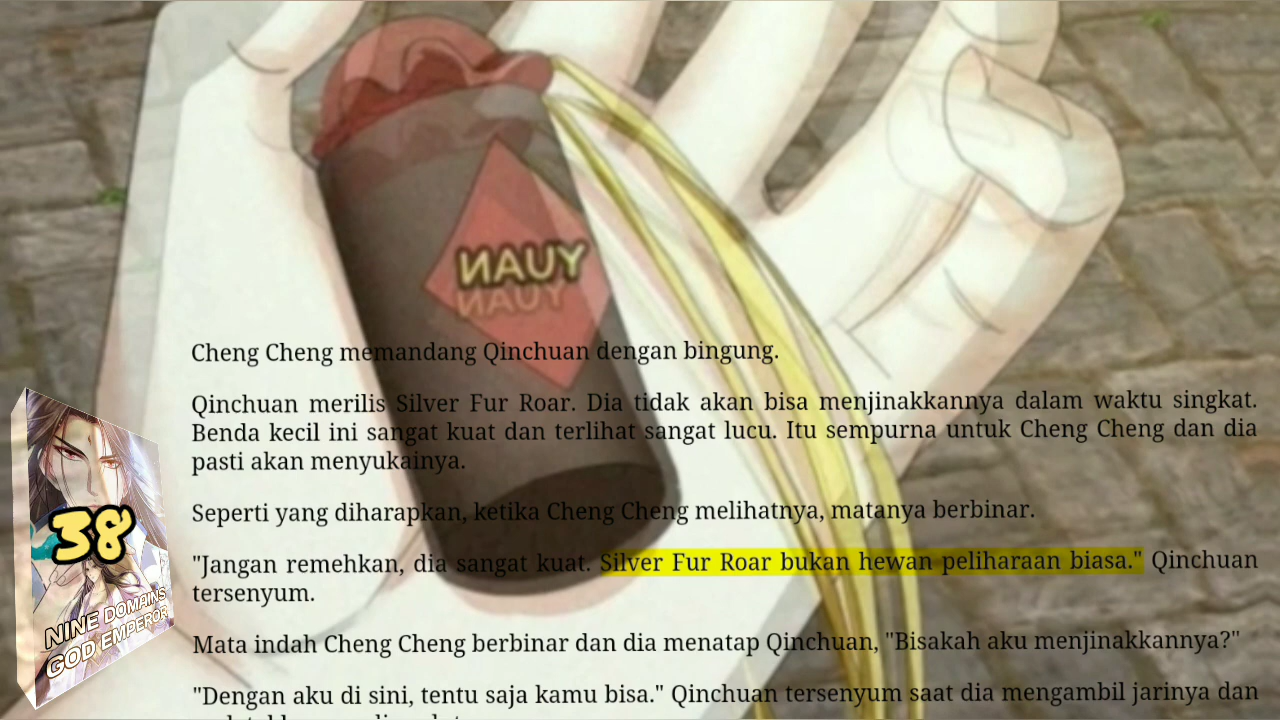 ИAUY
ИAUY
Cheng Cheng memandang Qinchuan dengan bingung.
Qinchuan merilis Silver Fur Roar. Dia tidak akan bisa menjinakkannya dalam waktu singkat.
Benda kecil ini sangat kuat dan terlihat sangat lucu. Itu sempurna untuk Cheng Cheng dan dia
pasti akan menyukainya.
Seperti yang diharapkan, ketika Cheng Cheng melihatnya, matanya berbinar.
"Jangan remehkan, dia sangat kuat. Silver Fur Roar bukan hewan peliharaan biasa." Qinchuan
tersenyum.
Mata indah Cheng Cheng berbinar dan dia menatap Qinchuan, "Bisakah aku menjinakkannya?"
"Dengan aku di sini, tentu saja kamu bisa." Qinchuan tersenyum saat dia mengambil jarinya dan
38
NINE DOMAINS
GOD EMPEROR